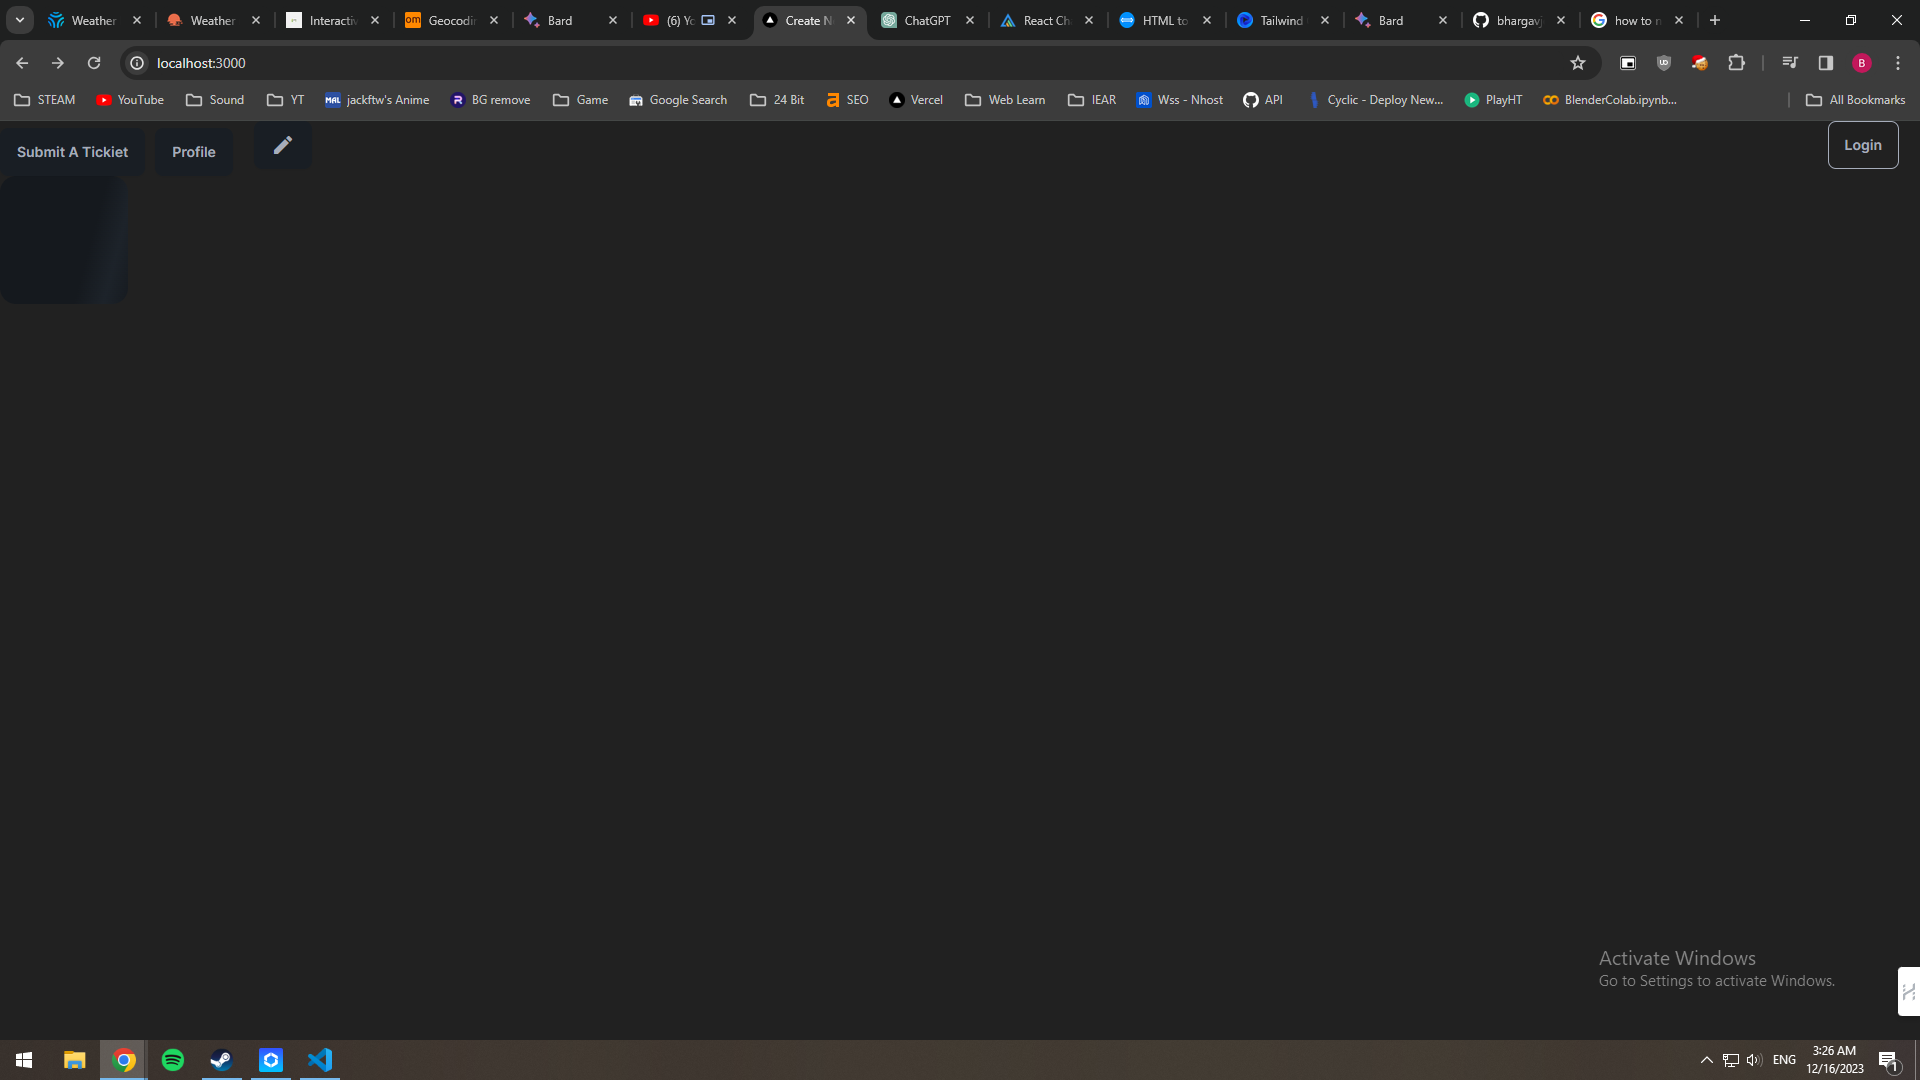 Weather
Weather
Interactiv
Geocodin
Bard
(6) Yo
Create N
ChatGPT
React Ch
HTML to
Tailwind
Bard
bhargavj
how to n
localhost:3000
B
STEAM
YouTube
Sound
YT
MAL jackftw's Anime
R BG remove
Game
Google Search
24 Bit
SEO
Vercel
Web Learn
IEAR
Wss - Nhost
API
Cyclic - Deploy New...
PlayHT
BlenderColab.ipynb...
All Bookmarks
Submit A Tickiet
Profile
Login
Activate Windows
Go to Settings to activate Windows.
ENG
3:26 AM
12/16/2023
1